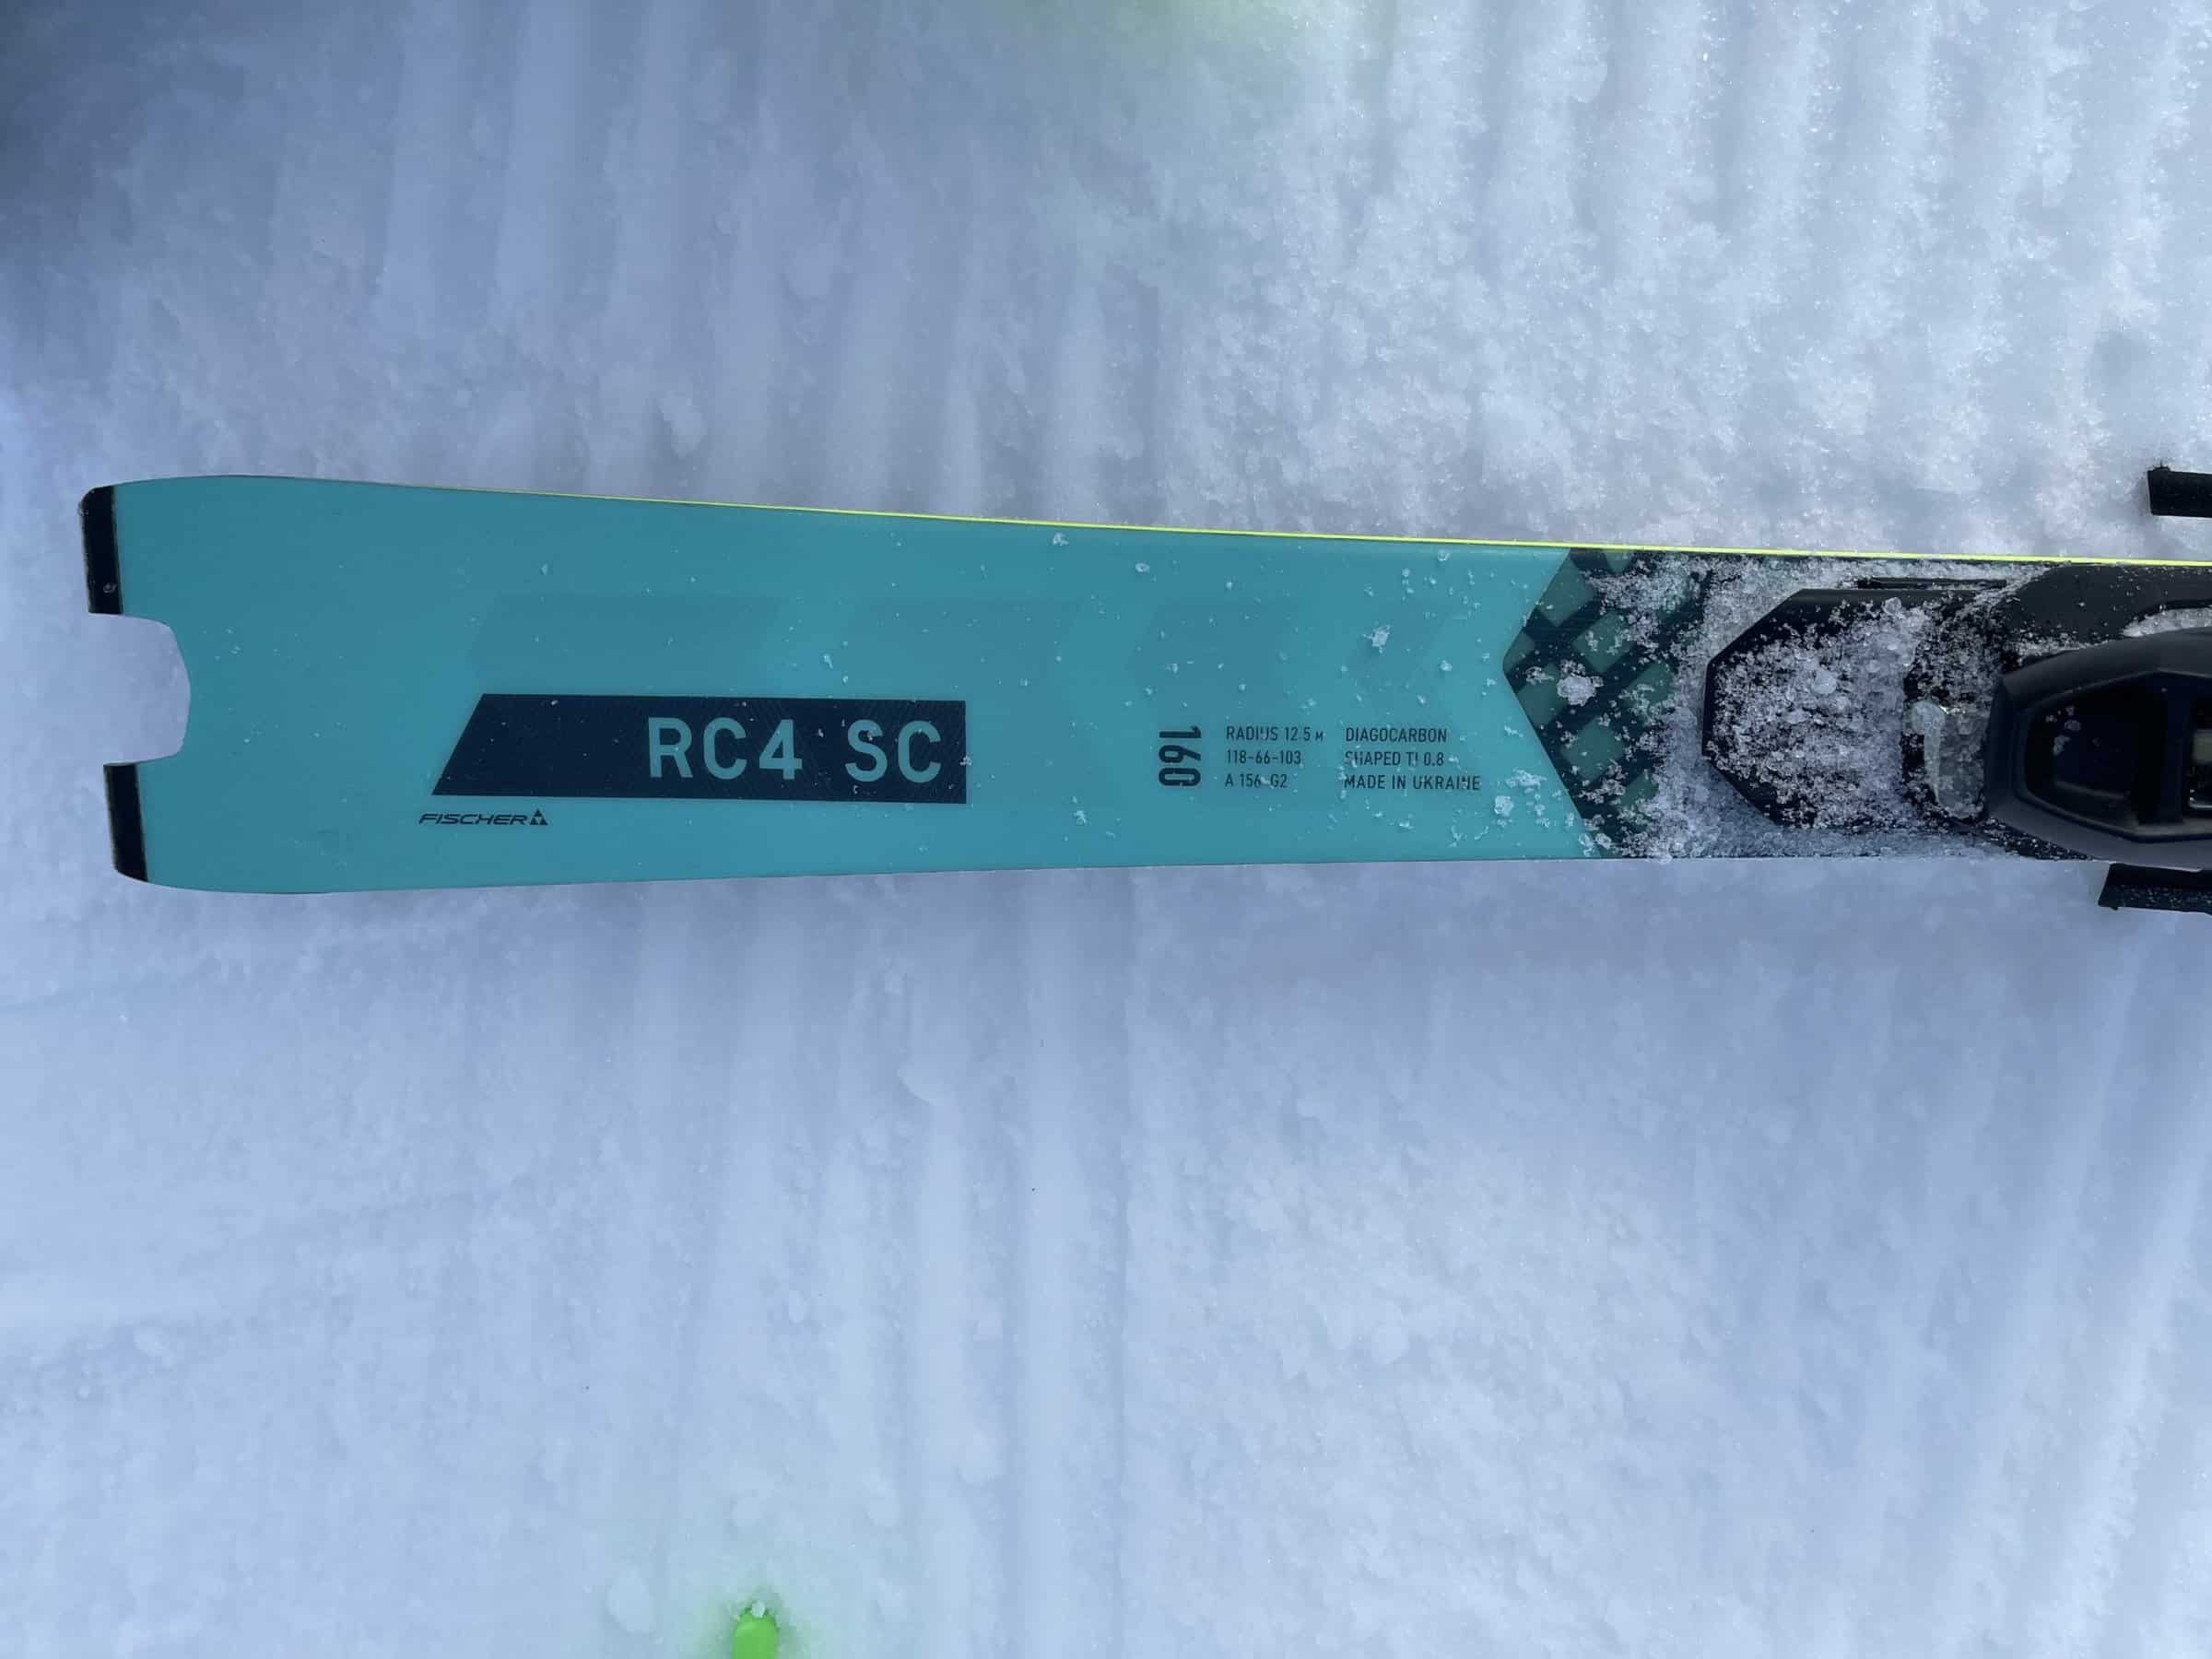 RC4 SC
FISCHER
160
RADIUS 12.5 M
118-66-103
A 156 G2
DIAGOCARBON
SHAPED TI 0.8
MADE IN UKRAINE